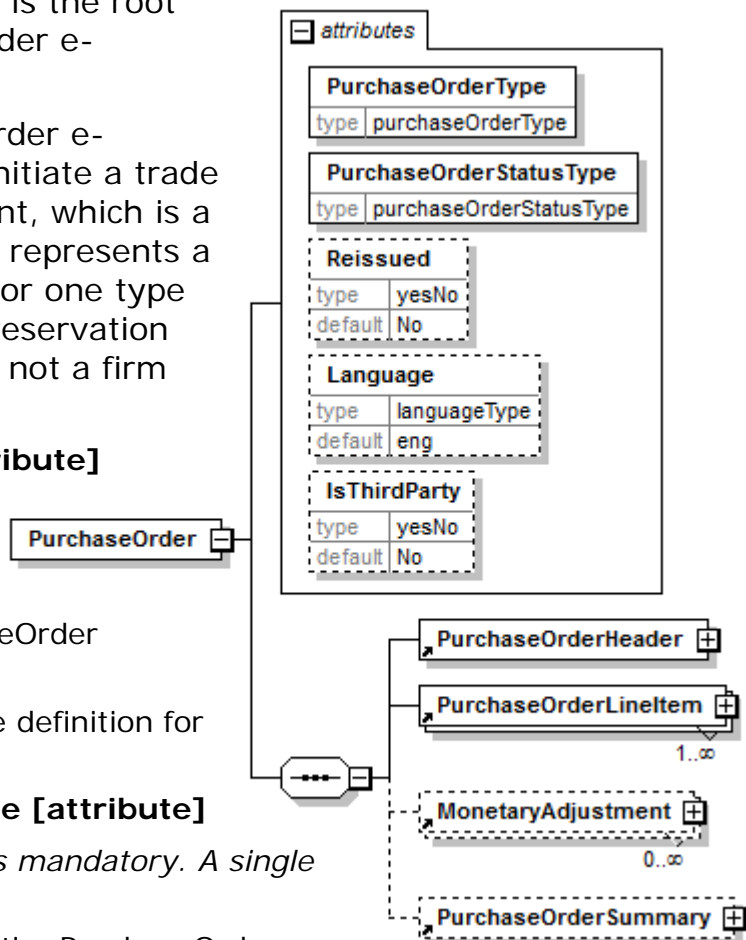 is the root
der e-
rder e-
nitiate a trade
nt, which is a
represents a
or one type
eservation
not a firm
ribute]
eOrder
e definition for
e [attribute]
s mandatory. A single
attributes
PurchaseOrderType
type purchaseOrderType
PurchaseOrderStatusType
type purchaseOrderStatusType
Reissued
type yesNo
default No
Language
type languageType
default eng
IsThirdParty
type yesNo
default No
PurchaseOrder
PurchaseOrderHeader
PurchaseOrderLineItem
1..∞
MonetaryAdjustment
0..∞
PurchaseOrderSummary